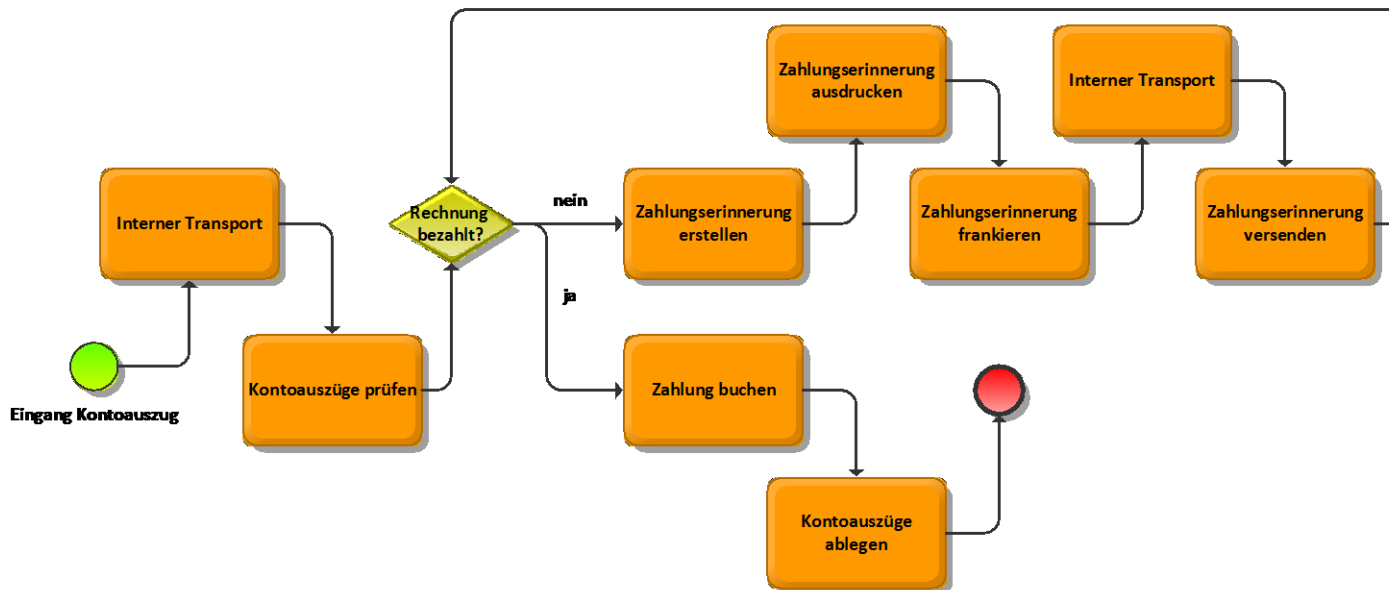 Zahlungserinnerung
ausdrucken
Interner Transport
Interner Transport
Rechnung
bezahlt?
nein
Zahlungserinnerung
erstellen
Zahlungserinnerung
frankieren
Zahlungserinnerung
versenden
ja
Eingang Kontoauszug
Kontoauszüge prüfen
Zahlung buchen
Kontoauszüge
ablegen